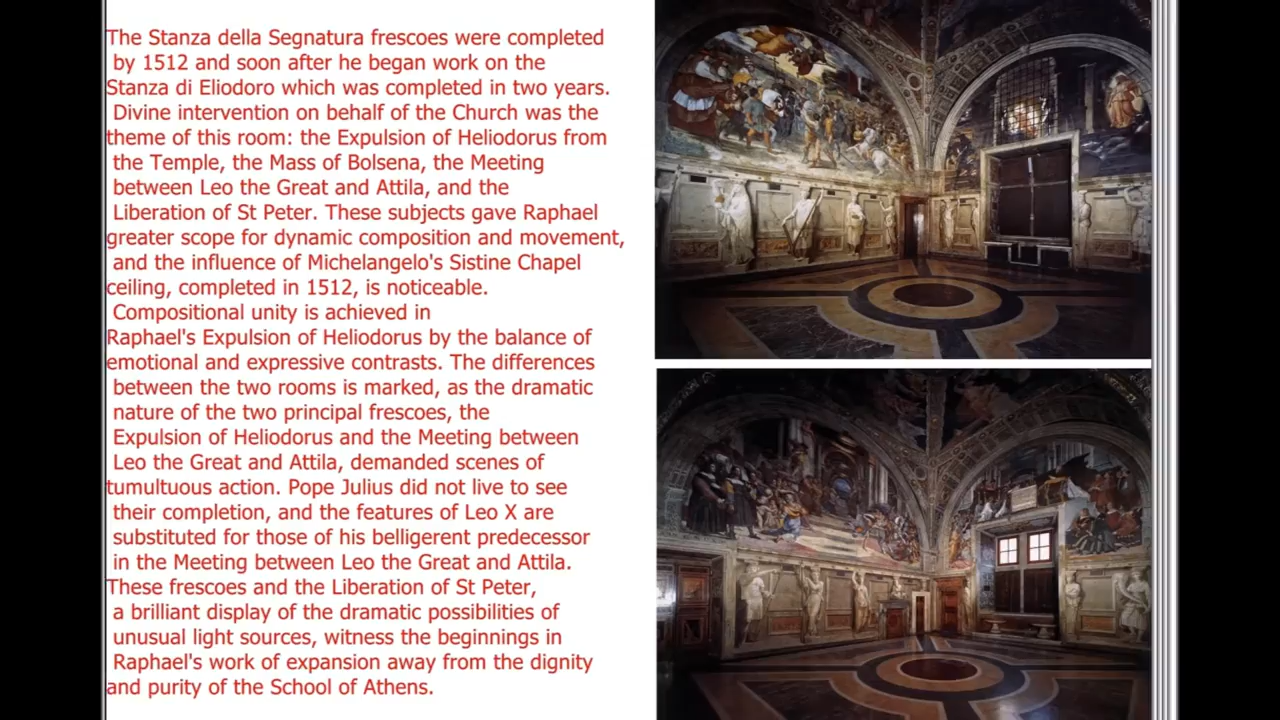 The Stanza della Segnatura frescoes were completed
by 1512 and soon after he began work on the
Stanza di Eliodoro which was completed in two years.
Divine intervention on behalf of the Church was the
theme of this room: the Expulsion of Heliodorus from
the Temple, the Mass of Bolsena, the Meeting
between Leo the Great and Attila, and the
Liberation of St Peter. These subjects gave Raphael
greater scope for dynamic composition and movement,
and the influence of Michelangelo's Sistine Chapel
ceiling, completed in 1512, is noticeable.
Compositional unity is achieved in
Raphael's Expulsion of Heliodorus by the balance of
emotional and expressive contrasts. The differences
between the two rooms is marked, as the dramatic
nature of the two principal frescoes, the
Expulsion of Heliodorus and the Meeting between
Leo the Great and Attila, demanded scenes of
tumultuous action. Pope Julius did not live to see
their completion, and the features of Leo X are
substituted for those of his belligerent predecessor
in the Meeting between Leo the Great and Attila.
These frescoes and the Liberation of St Peter,
a brilliant display of the dramatic possibilities of
unusual light sources, witness the beginnings in
Raphael's work of expansion away from the dignity
and purity of the School of Athens.